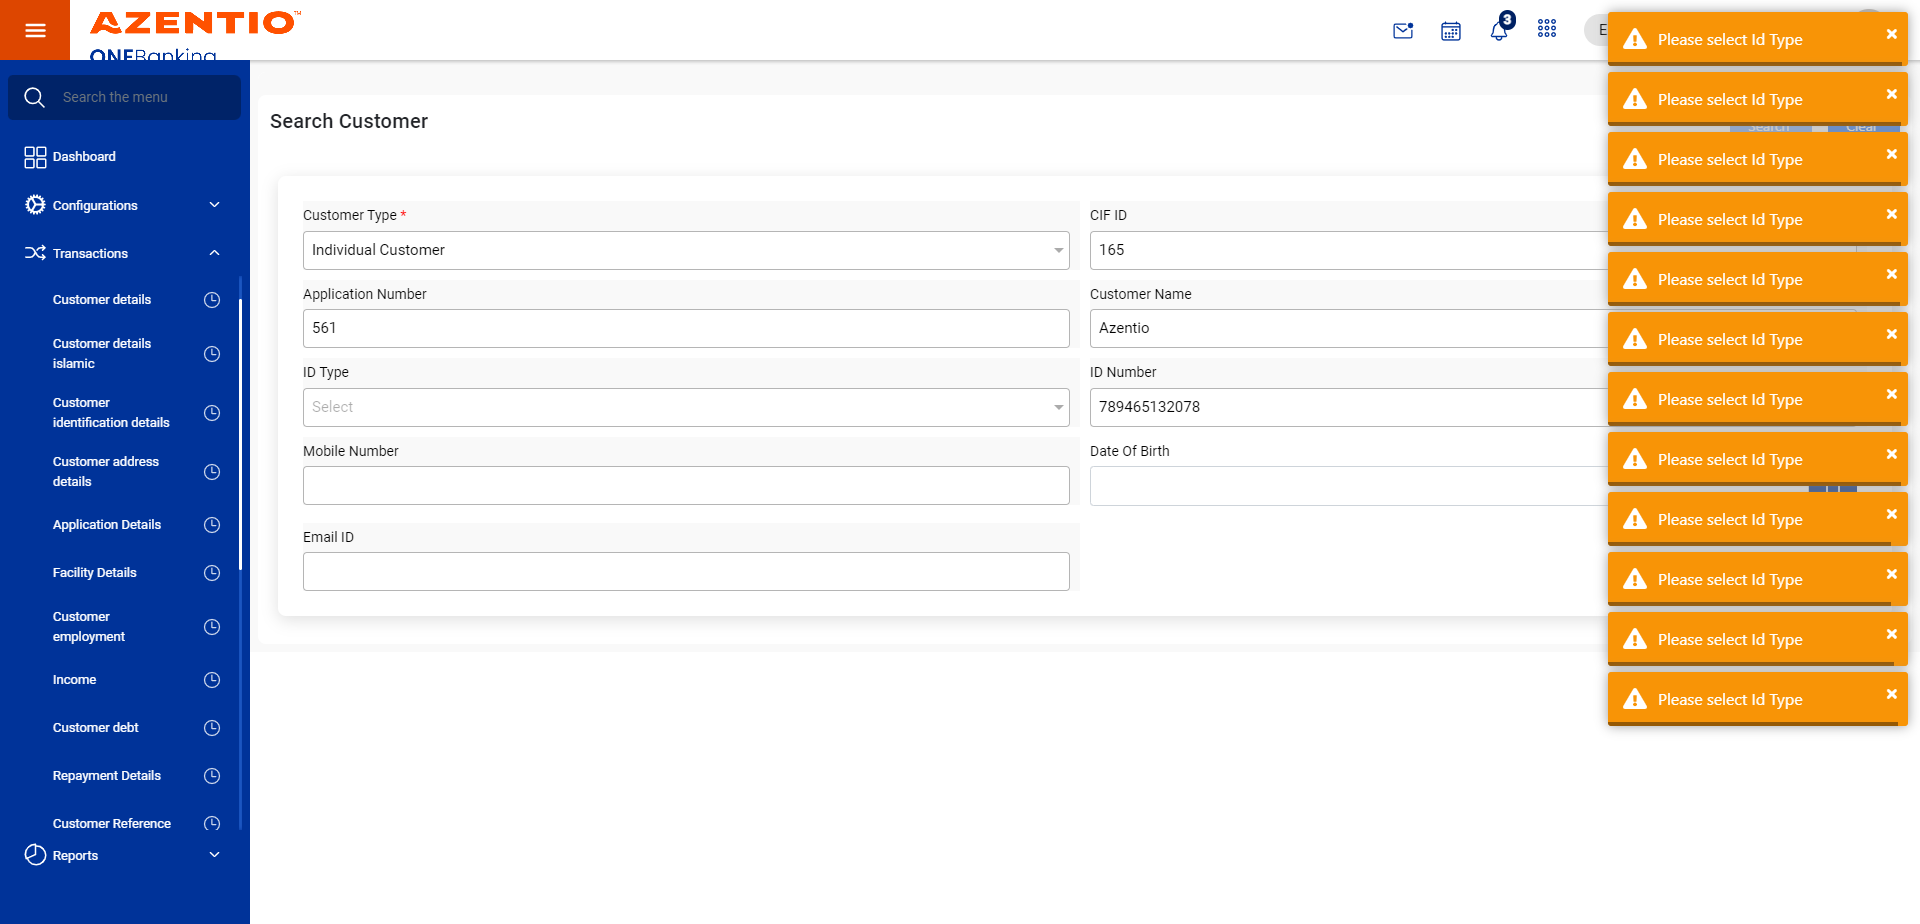 AZENTIO™
ONEBanking
3
E
Search the menu
Dashboard
Configurations
Transactions
Customer details
Customer details
islamic
Customer
identification details
Customer address
details
Application Details
Facility Details
Customer
employment
Income
Customer debt
Repayment Details
Customer Reference
Reports
Search Customer
Search
Clear
Customer Type *
Individual Customer
CIF ID
165
Application Number
561
Customer Name
Azentio
ID Type
Select
ID Number
789465132078
Mobile Number
Date Of Birth
Email ID
Please select Id Type ×
Please select Id Type ×
Please select Id Type ×
Please select Id Type ×
Please select Id Type ×
Please select Id Type ×
Please select Id Type ×
Please select Id Type ×
Please select Id Type ×
Please select Id Type ×
Please select Id Type ×
Please select Id Type ×